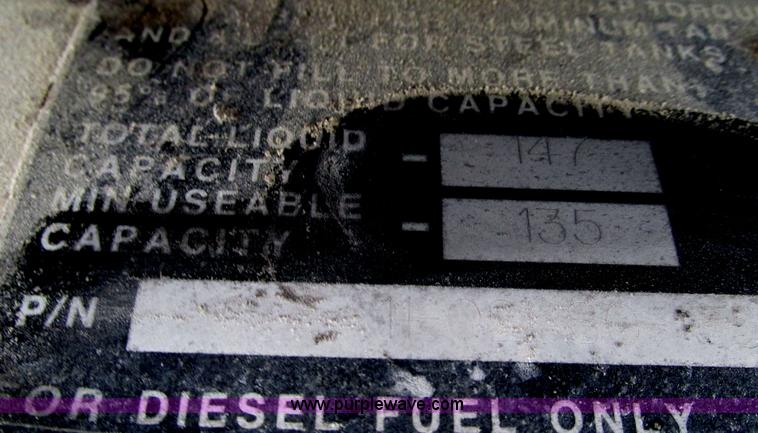 TORQUE
AND FOR STEEL TANKS
DO NOT FILL TO MORE THAN
95% OF LIQUID CAPACITY
TOTAL LIQUID
CAPACITY - 147
MIN USEABLE
CAPACITY - 135
P/N
OR DIESEL FUEL ONLY
www.purplewave.com